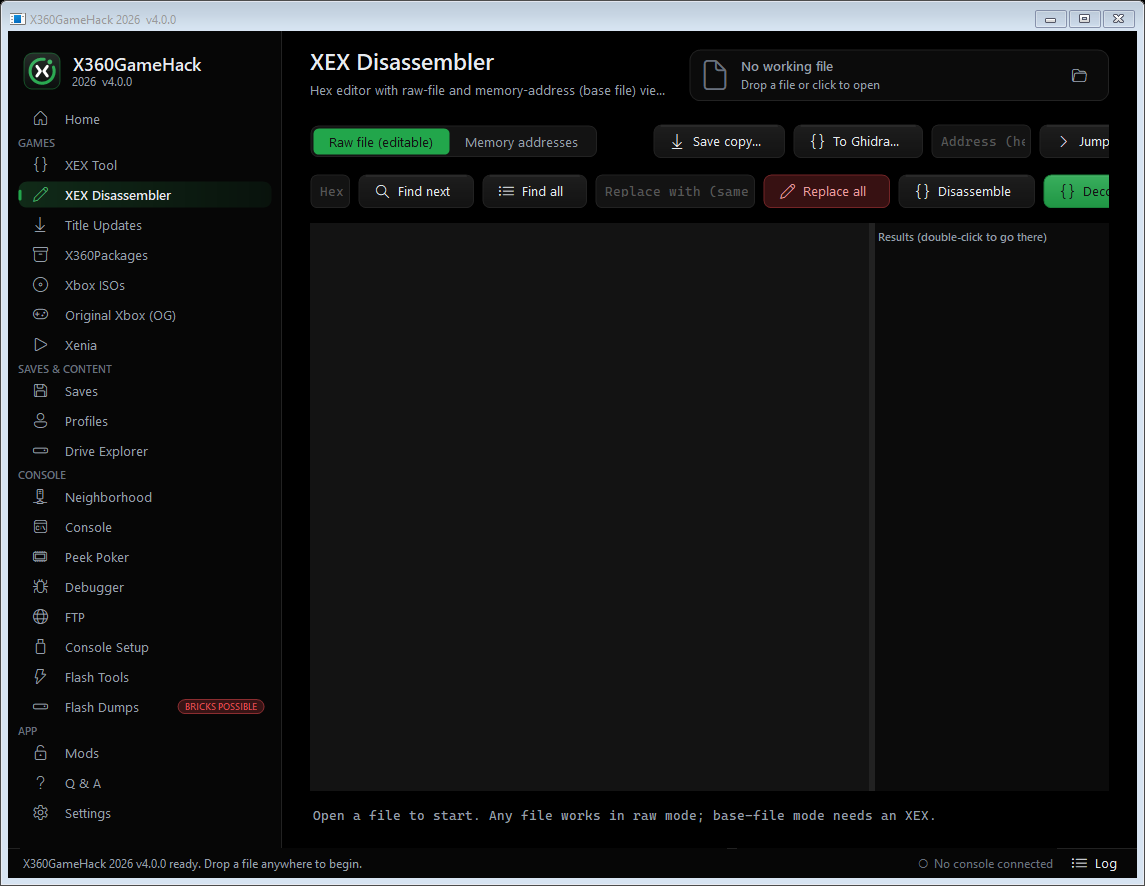 X360GameHack 2026 v4.0.0
X360GameHack
2026 v4.0.0
Home
GAMES
XEX Tool
XEX Disassembler
Title Updates
X360Packages
Xbox ISOs
Original Xbox (OG)
Xenia
SAVES & CONTENT
Saves
Profiles
Drive Explorer
CONSOLE
Neighborhood
Console
Peek Poker
Debugger
FTP
Console Setup
Flash Tools
Flash Dumps BRICKS POSSIBLE
APP
Mods
Q & A
Settings
XEX Disassembler
Hex editor with raw-file and memory-address (base file) vie...
No working file
Drop a file or click to open
Raw file (editable) Memory addresses Save copy... {} To Ghidra... Address (he Jump
Hex Find next Find all Replace with (same Replace all {} Disassemble {} Deco
Results (double-click to go there)
Open a file to start. Any file works in raw mode; base-file mode needs an XEX.
X360GameHack 2026 v4.0.0 ready. Drop a file anywhere to begin. No console connected Log